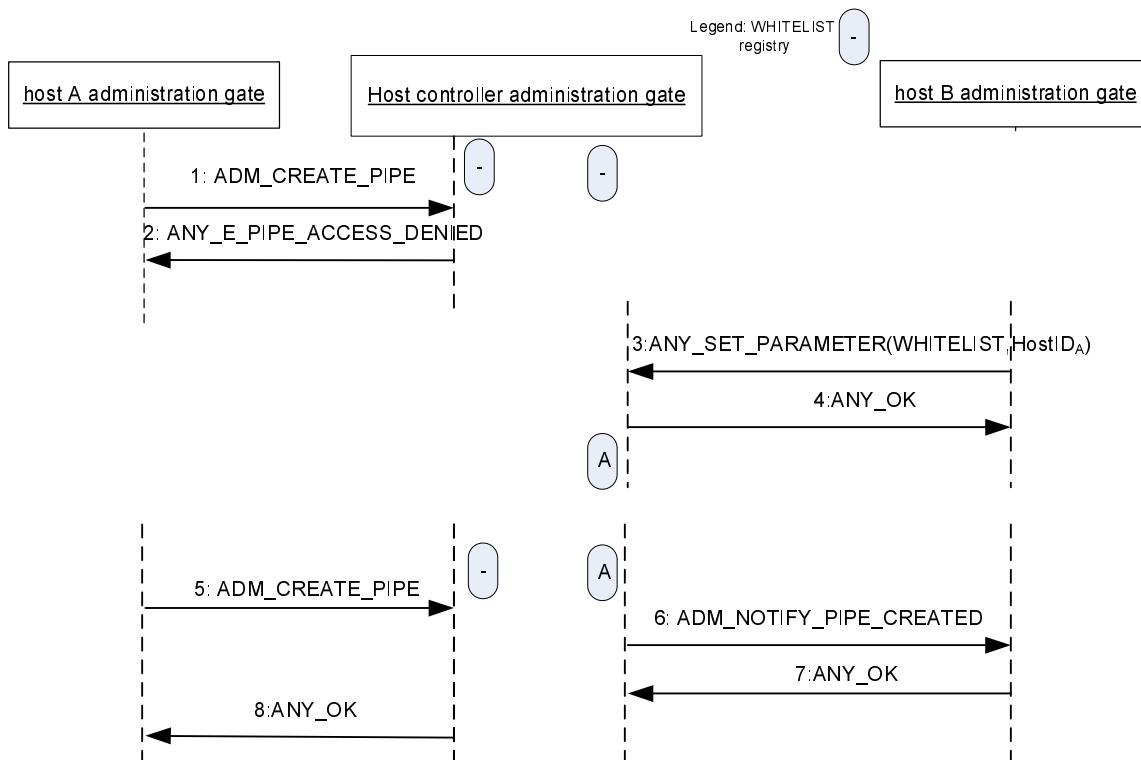 Legend: WHITELIST
registry
-
host A administration gate
Host controller administration gate
host B administration gate
-
-
1: ADM_CREATE_PIPE
2: ANY_E_PIPE_ACCESS_DENIED
3:ANY_SET_PARAMETER(WHITELIST,HostIDA)
4:ANY_OK
A
-
A
5: ADM_CREATE_PIPE
6: ADM_NOTIFY_PIPE_CREATED
7:ANY_OK
8:ANY_OK